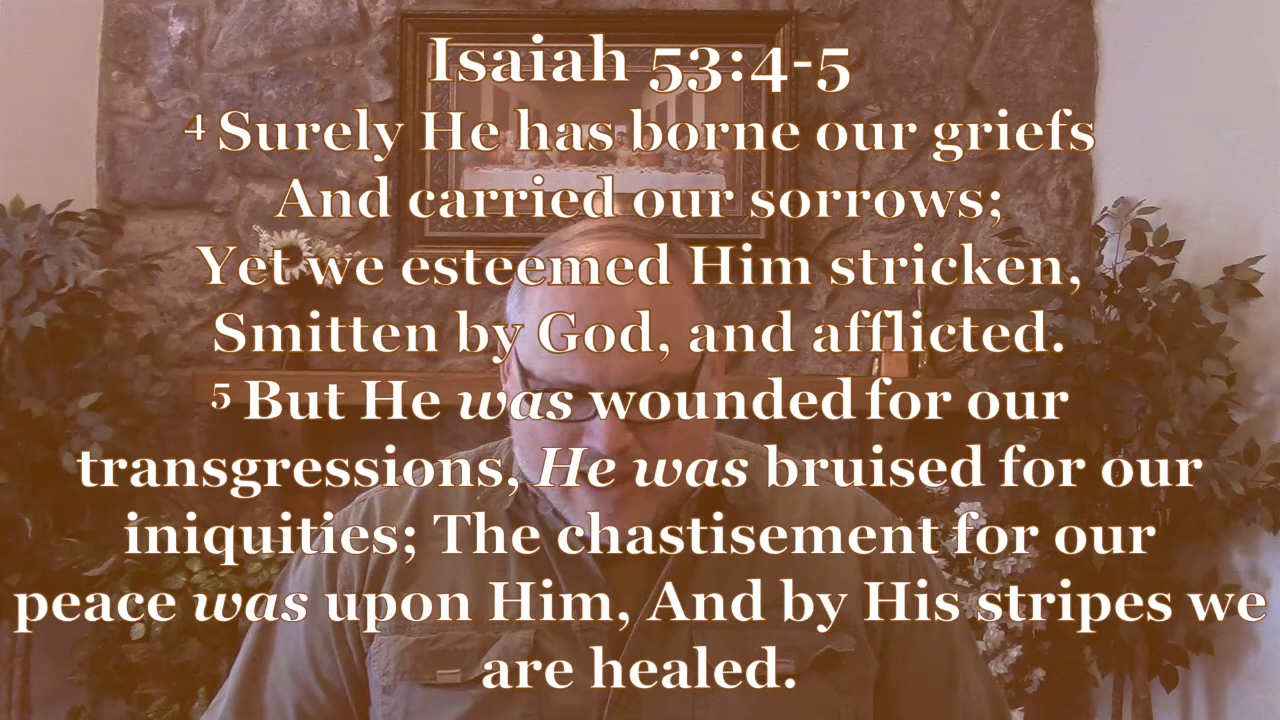 Isaiah 53:4-5
4 Surely He has borne our griefs
And carried our sorrows;
Yet we esteemed Him stricken,
Smitten by God, and afflicted.
5 But He was wounded for our
transgressions, He was bruised for our
iniquities; The chastisement for our
peace was upon Him, And by His stripes we
are healed.